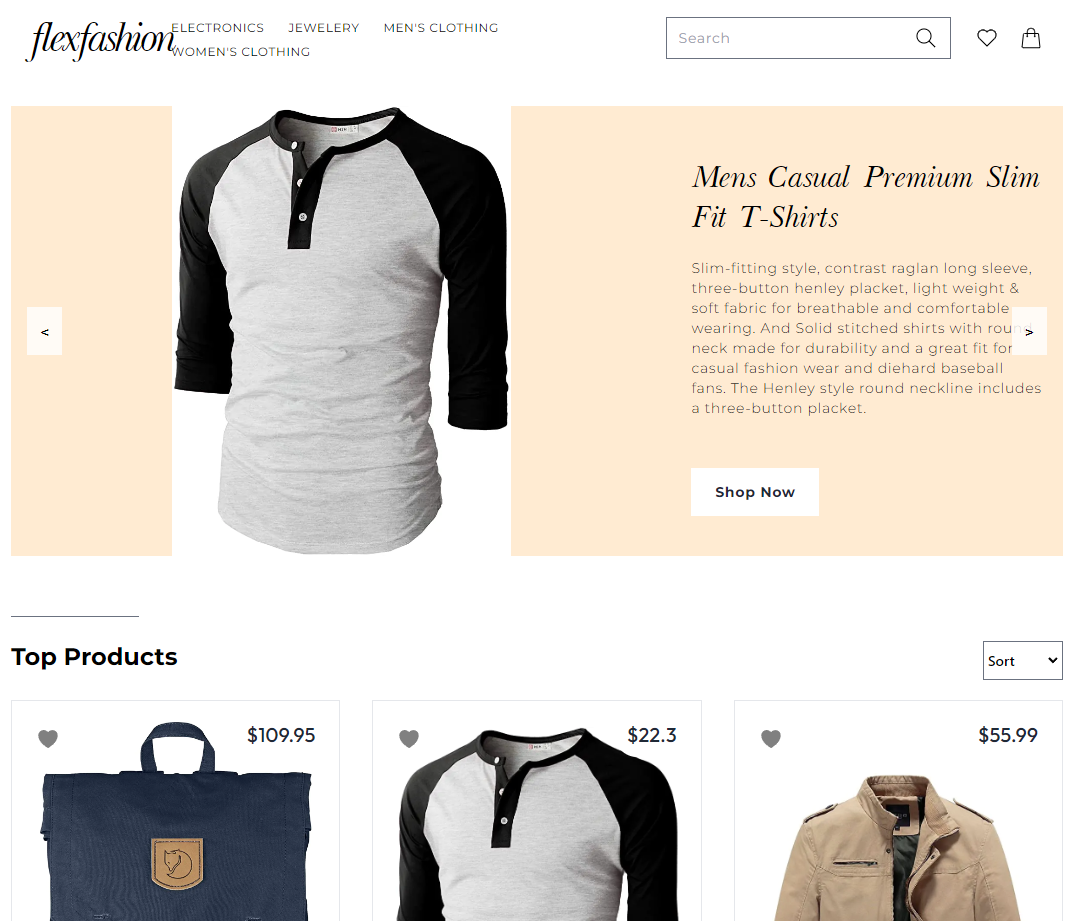 flexfashion
ELECTRONICS JEWELERY MEN'S CLOTHING
WOMEN'S CLOTHING
Search
Mens Casual Premium Slim
Fit T-Shirts
Slim-fitting style, contrast raglan long sleeve,
three-button henley placket, light weight &
soft fabric for breathable and comfortable
wearing. And Solid stitched shirts with round
neck made for durability and a great fit for
casual fashion wear and diehard baseball
fans. The Henley style round neckline includes
a three-button placket.
<
>
Shop Now
Top Products
Sort
$109.95
$22.3
$55.99